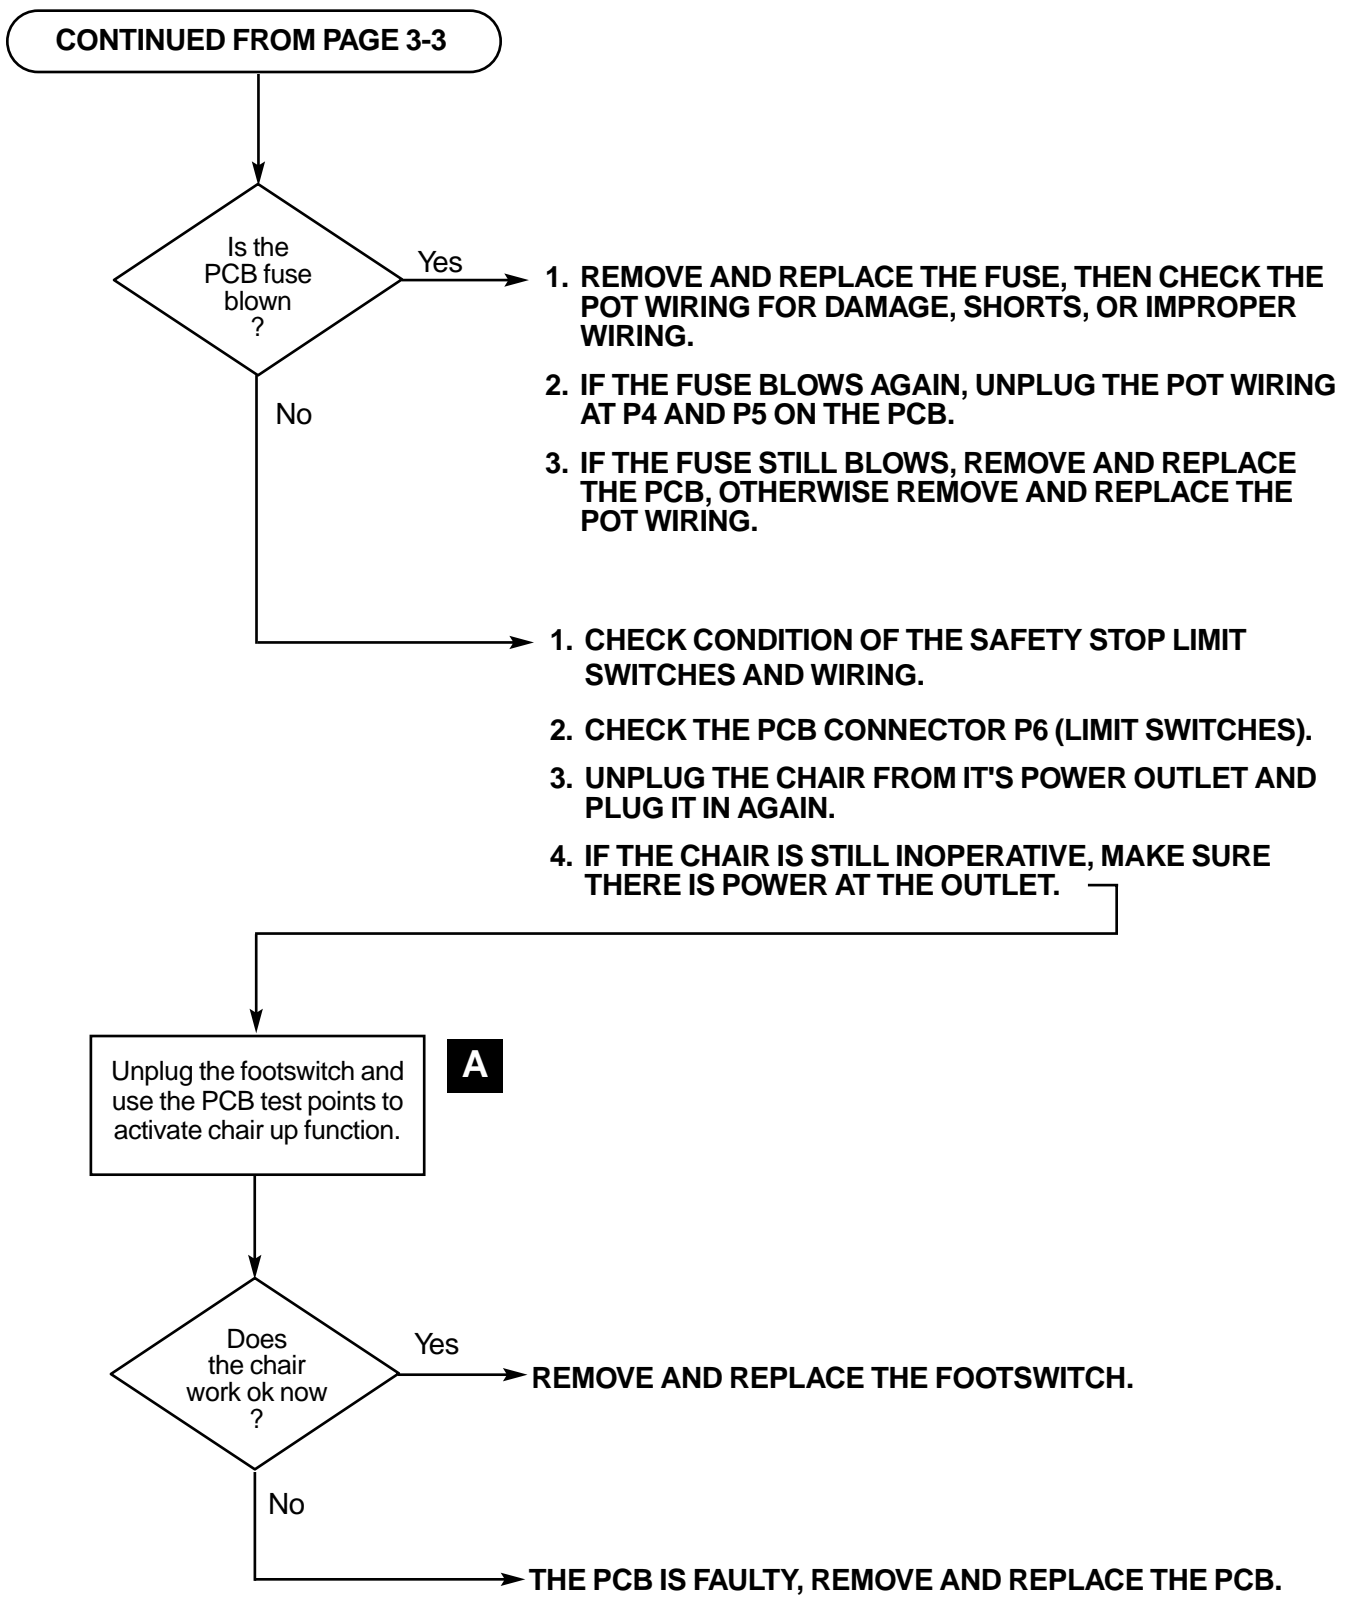 CONTINUED FROM PAGE 3-3
Is the
PCB fuse
blown
?
Yes
1. REMOVE AND REPLACE THE FUSE, THEN CHECK THE
POT WIRING FOR DAMAGE, SHORTS, OR IMPROPER
WIRING.
2. IF THE FUSE BLOWS AGAIN, UNPLUG THE POT WIRING
AT P4 AND P5 ON THE PCB.
3. IF THE FUSE STILL BLOWS, REMOVE AND REPLACE
THE PCB, OTHERWISE REMOVE AND REPLACE THE
POT WIRING.
No
1. CHECK CONDITION OF THE SAFETY STOP LIMIT
SWITCHES AND WIRING.
2. CHECK THE PCB CONNECTOR P6 (LIMIT SWITCHES).
3. UNPLUG THE CHAIR FROM IT'S POWER OUTLET AND
PLUG IT IN AGAIN.
4. IF THE CHAIR IS STILL INOPERATIVE, MAKE SURE
THERE IS POWER AT THE OUTLET.
Unplug the footswitch and
use the PCB test points to
activate chair up function.
A
Does
the chair
work ok now
?
Yes
REMOVE AND REPLACE THE FOOTSWITCH.
No
THE PCB IS FAULTY, REMOVE AND REPLACE THE PCB.